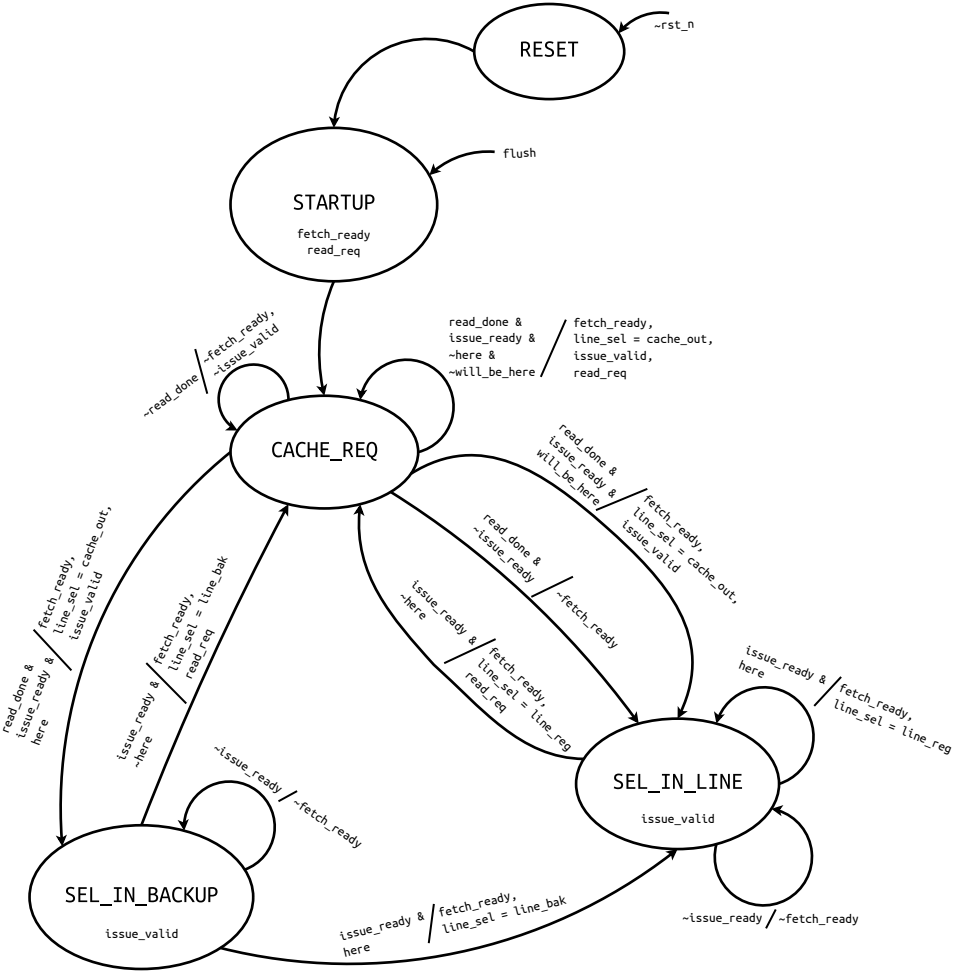 RESET
~rst_n
flush
STARTUP
fetch_ready
read_req
~read_done
~fetch_ready,
~issue_valid
read_done &
issue_ready &
~here &
~will_be_here
fetch_ready,
line_sel = cache_out,
issue_valid,
read_req
CACHE_REQ
read_done &
issue_ready &
will_be_here
fetch_ready,
line_sel = cache_out,
issue_valid
read_done &
~issue_ready
~fetch_ready
issue_ready &
~here
fetch_ready,
line_sel = line_reg
read_req
read_done &
issue_ready &
here
fetch_ready,
line_sel = cache_out,
issue_valid
issue_ready &
~here
fetch_ready,
line_sel = line_bak
read_req
issue_ready &
here
fetch_ready,
line_sel = line_reg
SEL_IN_LINE
issue_valid
~issue_ready
~fetch_ready
~issue_ready
~fetch_ready
SEL_IN_BACKUP
issue_valid
issue_ready &
here
fetch_ready,
line_sel = line_bak